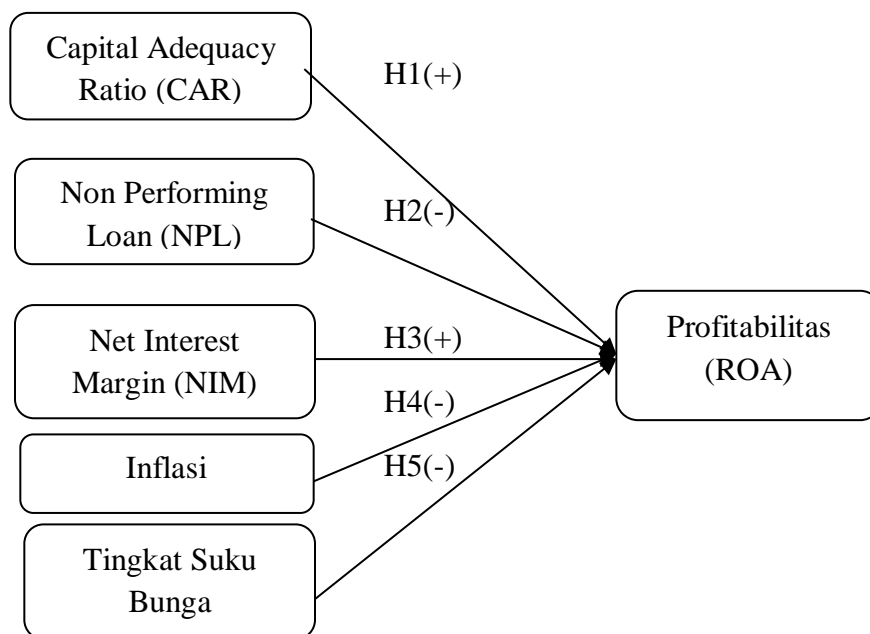 Capital Adequacy
Ratio (CAR)
H1(+)
Non Performing
Loan (NPL)
H2(-)
Net Interest
Margin (NIM)
H3(+)
Profitabilitas
(ROA)
Inflasi
H4(-)
Tingkat Suku
Bunga
H5(-)